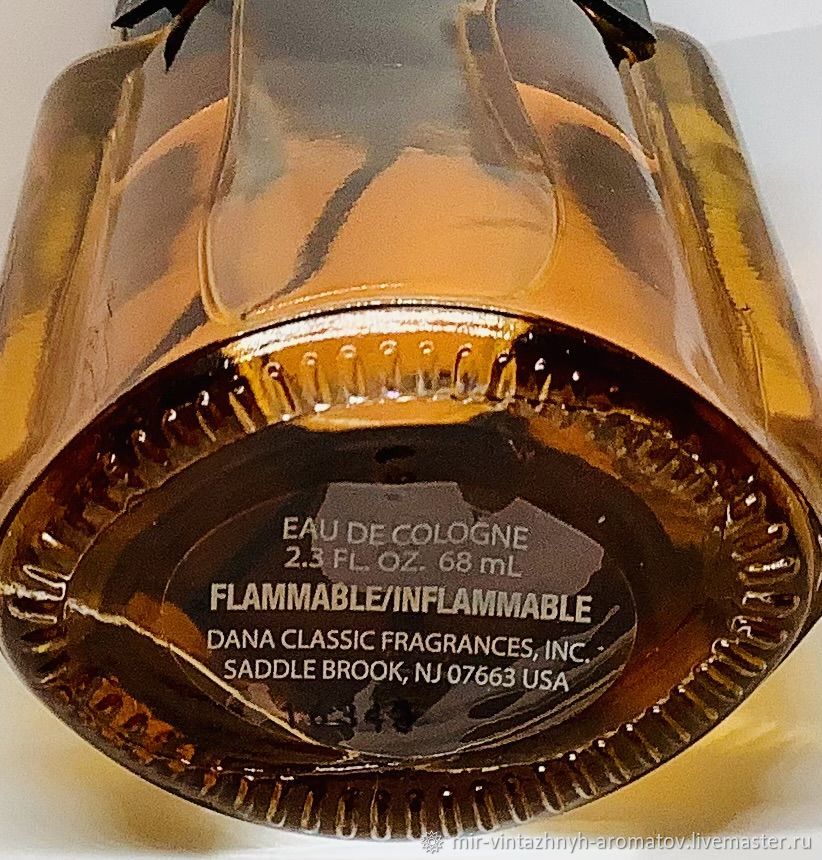 EAU DE COLOGNE
2.3 FL. OZ. 68 mL
FLAMMABLE/INFLAMMABLE
DANA CLASSIC FRAGRANCES, INC.
SADDLE BROOK, NJ 07663 USA
mir-vintazhnyh-aromatov.livemaster.ru